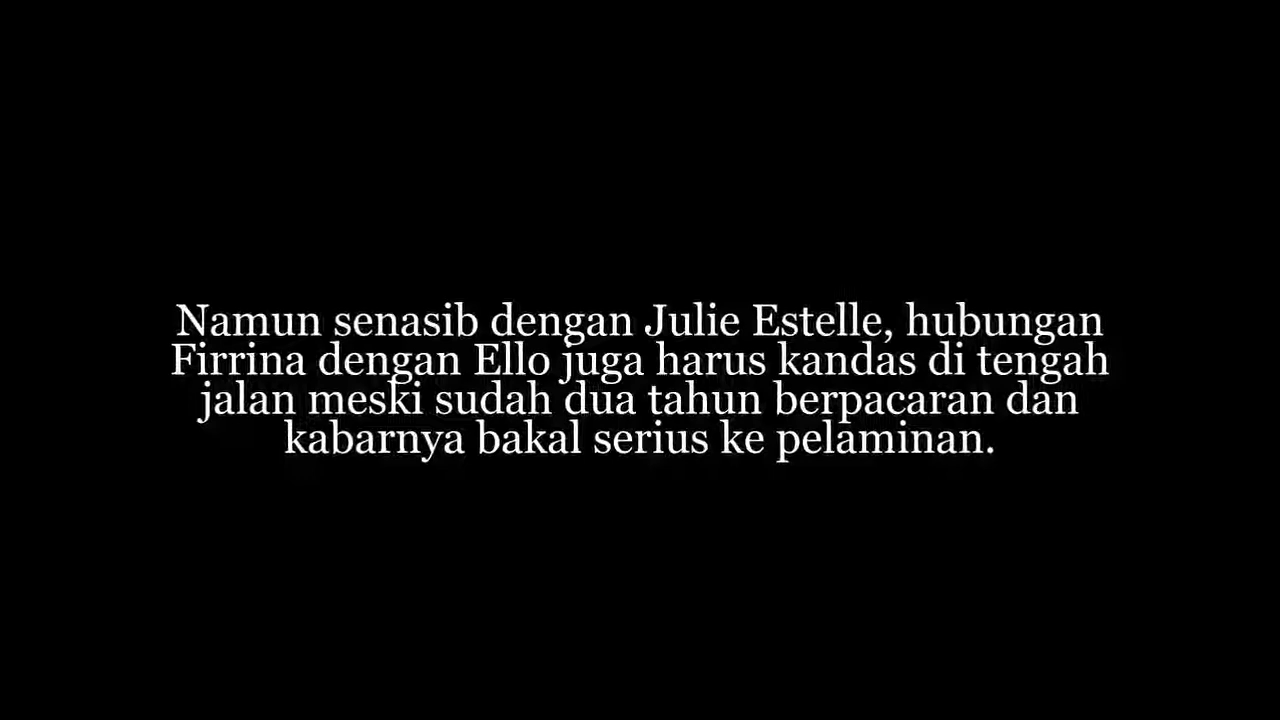 Namun senasib dengan Julie Estelle, hubungan
Firrina dengan Ello juga harus kandas di tengah
jalan meski sudah dua tahun berpacaran dan
kabarnya bakal serius ke pelaminan.